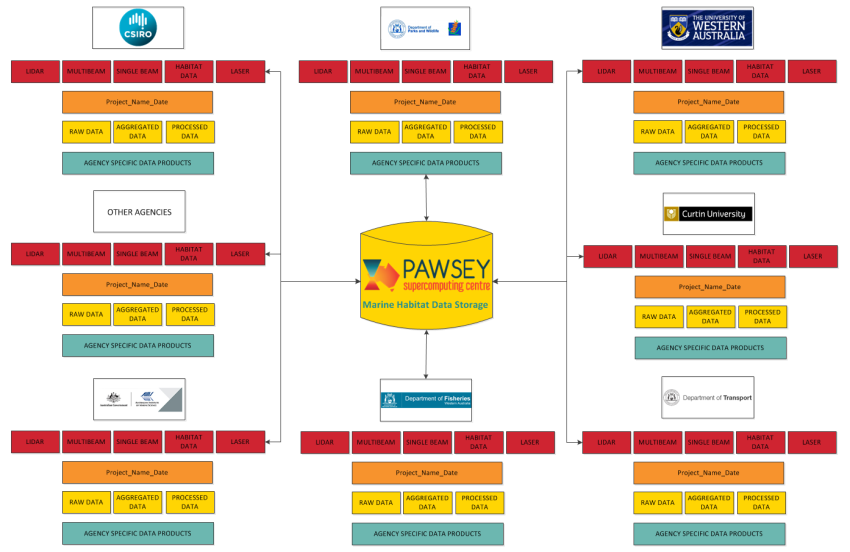 CSIRO
LIDAR
MULTIBEAM
SINGLE BEAM
HABITAT
DATA
LASER
Project_Name_Date
RAW DATA
AGGREGATED
DATA
PROCESSED
DATA
AGENCY SPECIFIC DATA PRODUCTS
Department of
Parks and Wildlife
LIDAR
MULTIBEAM
SINGLE BEAM
HABITAT
DATA
LASER
Project_Name_Date
RAW DATA
AGGREGATED
DATA
PROCESSED
DATA
AGENCY SPECIFIC DATA PRODUCTS
THE UNIVERSITY OF
WESTERN
AUSTRALIA
LIDAR
MULTIBEAM
SINGLE BEAM
HABITAT
DATA
LASER
Project_Name_Date
RAW DATA
AGGREGATED
DATA
PROCESSED
DATA
AGENCY SPECIFIC DATA PRODUCTS
OTHER AGENCIES
LIDAR
MULTIBEAM
SINGLE BEAM
HABITAT
DATA
LASER
Project_Name_Date
RAW DATA
AGGREGATED
DATA
PROCESSED
DATA
AGENCY SPECIFIC DATA PRODUCTS
PAWSEY
supercomputing centre
Marine Habitat Data Storage
Curtin University
LIDAR
MULTIBEAM
SINGLE BEAM
HABITAT
DATA
LASER
Project_Name_Date
RAW DATA
AGGREGATED
DATA
PROCESSED
DATA
AGENCY SPECIFIC DATA PRODUCTS
LIDAR
MULTIBEAM
SINGLE BEAM
HABITAT
DATA
LASER
Project_Name_Date
RAW DATA
AGGREGATED
DATA
PROCESSED
DATA
AGENCY SPECIFIC DATA PRODUCTS
Department of Fisheries
Western Australia
LIDAR
MULTIBEAM
SINGLE BEAM
HABITAT
DATA
LASER
Project_Name_Date
RAW DATA
AGGREGATED
DATA
PROCESSED
DATA
AGENCY SPECIFIC DATA PRODUCTS
Department of Transport
LIDAR
MULTIBEAM
SINGLE BEAM
HABITAT
DATA
LASER
Project_Name_Date
RAW DATA
AGGREGATED
DATA
PROCESSED
DATA
AGENCY SPECIFIC DATA PRODUCTS